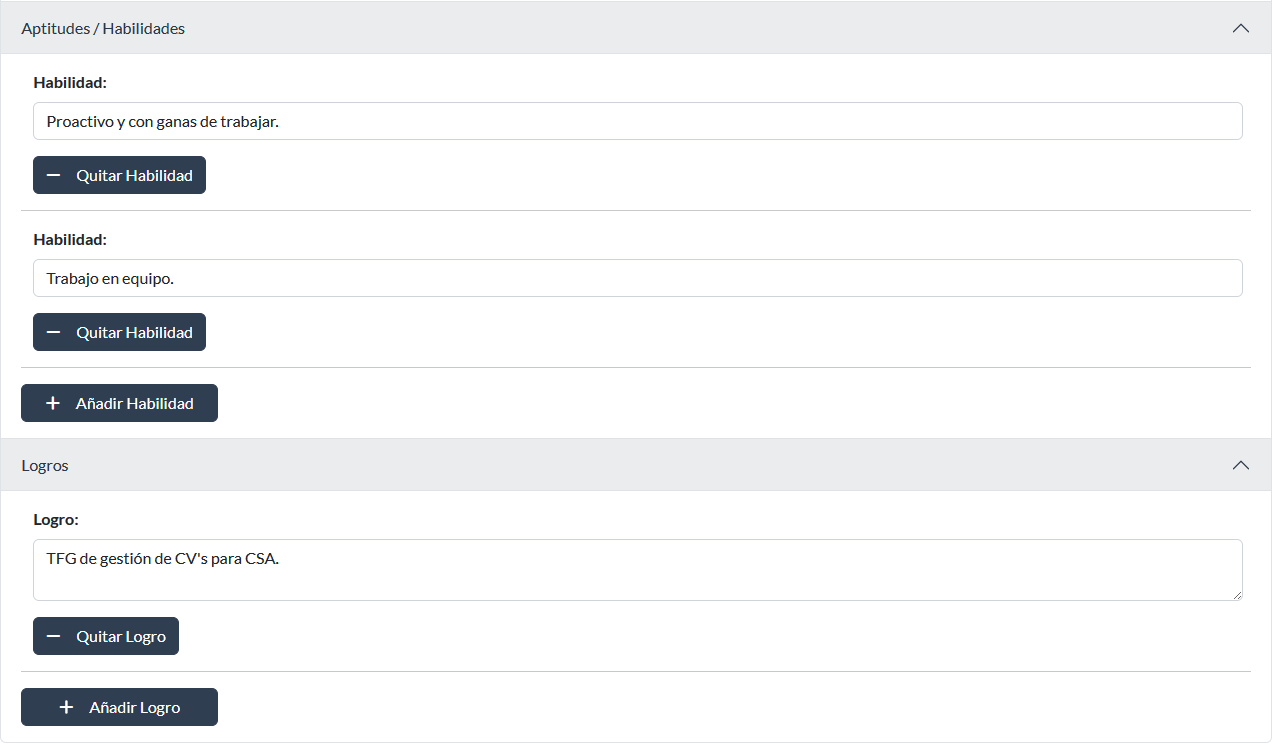 Aptitudes / Habilidades
Habilidad:
Proactivo y con ganas de trabajar.
Quitar Habilidad
Habilidad:
Trabajo en equipo.
Quitar Habilidad
Añadir Habilidad
Logros
Logro:
TFG de gestión de CV's para CSA.
Quitar Logro
Añadir Logro